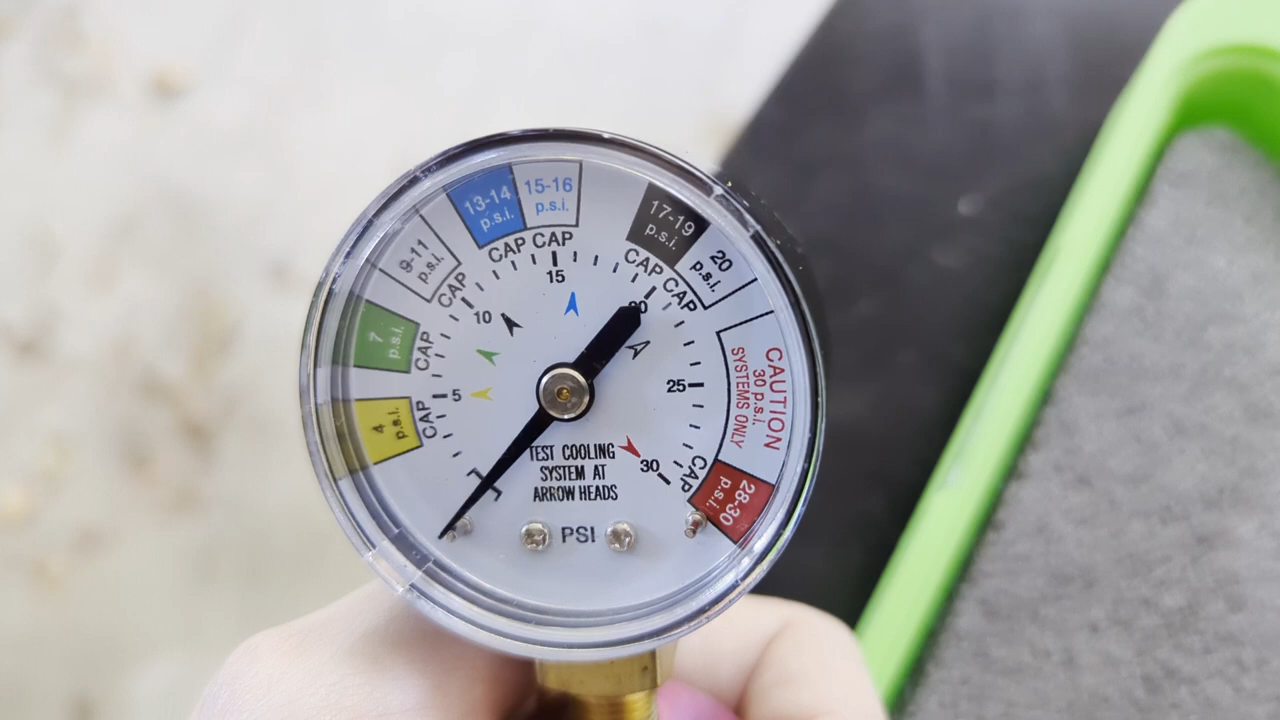 4
p.s.i.
CAP
7
p.s.i.
CAP
9-11
p.s.i.
CAP
13-14
p.s.i.
CAP
15-16
p.s.i.
CAP
17-19
p.s.i.
CAP
20
p.s.i.
CAP
CAUTION
30 p.s.i.
SYSTEMS ONLY
28-30
p.s.i.
CAP
5
10
15
20
25
30
TEST COOLING
SYSTEM AT
ARROW HEADS
PSI